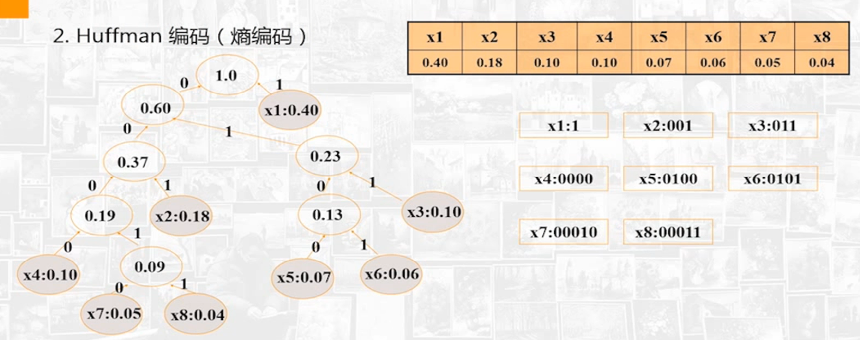 2. Huffman 编码（熵编码）
x1 x2 x3 x4 x5 x6 x7 x8
0.40 0.18 0.10 0.10 0.07 0.06 0.05 0.04
1.0
0 1
0.60
x1:0.40
0 1
0.37
0.23
0 1
0 1
0.19
x2:0.18
0.13
x3:0.10
0 1
0 1
x4:0.10
0.09
x5:0.07
x6:0.06
0 1
x7:0.05
x8:0.04
x1:1 x2:001 x3:011
x4:0000 x5:0100 x6:0101
x7:00010 x8:00011